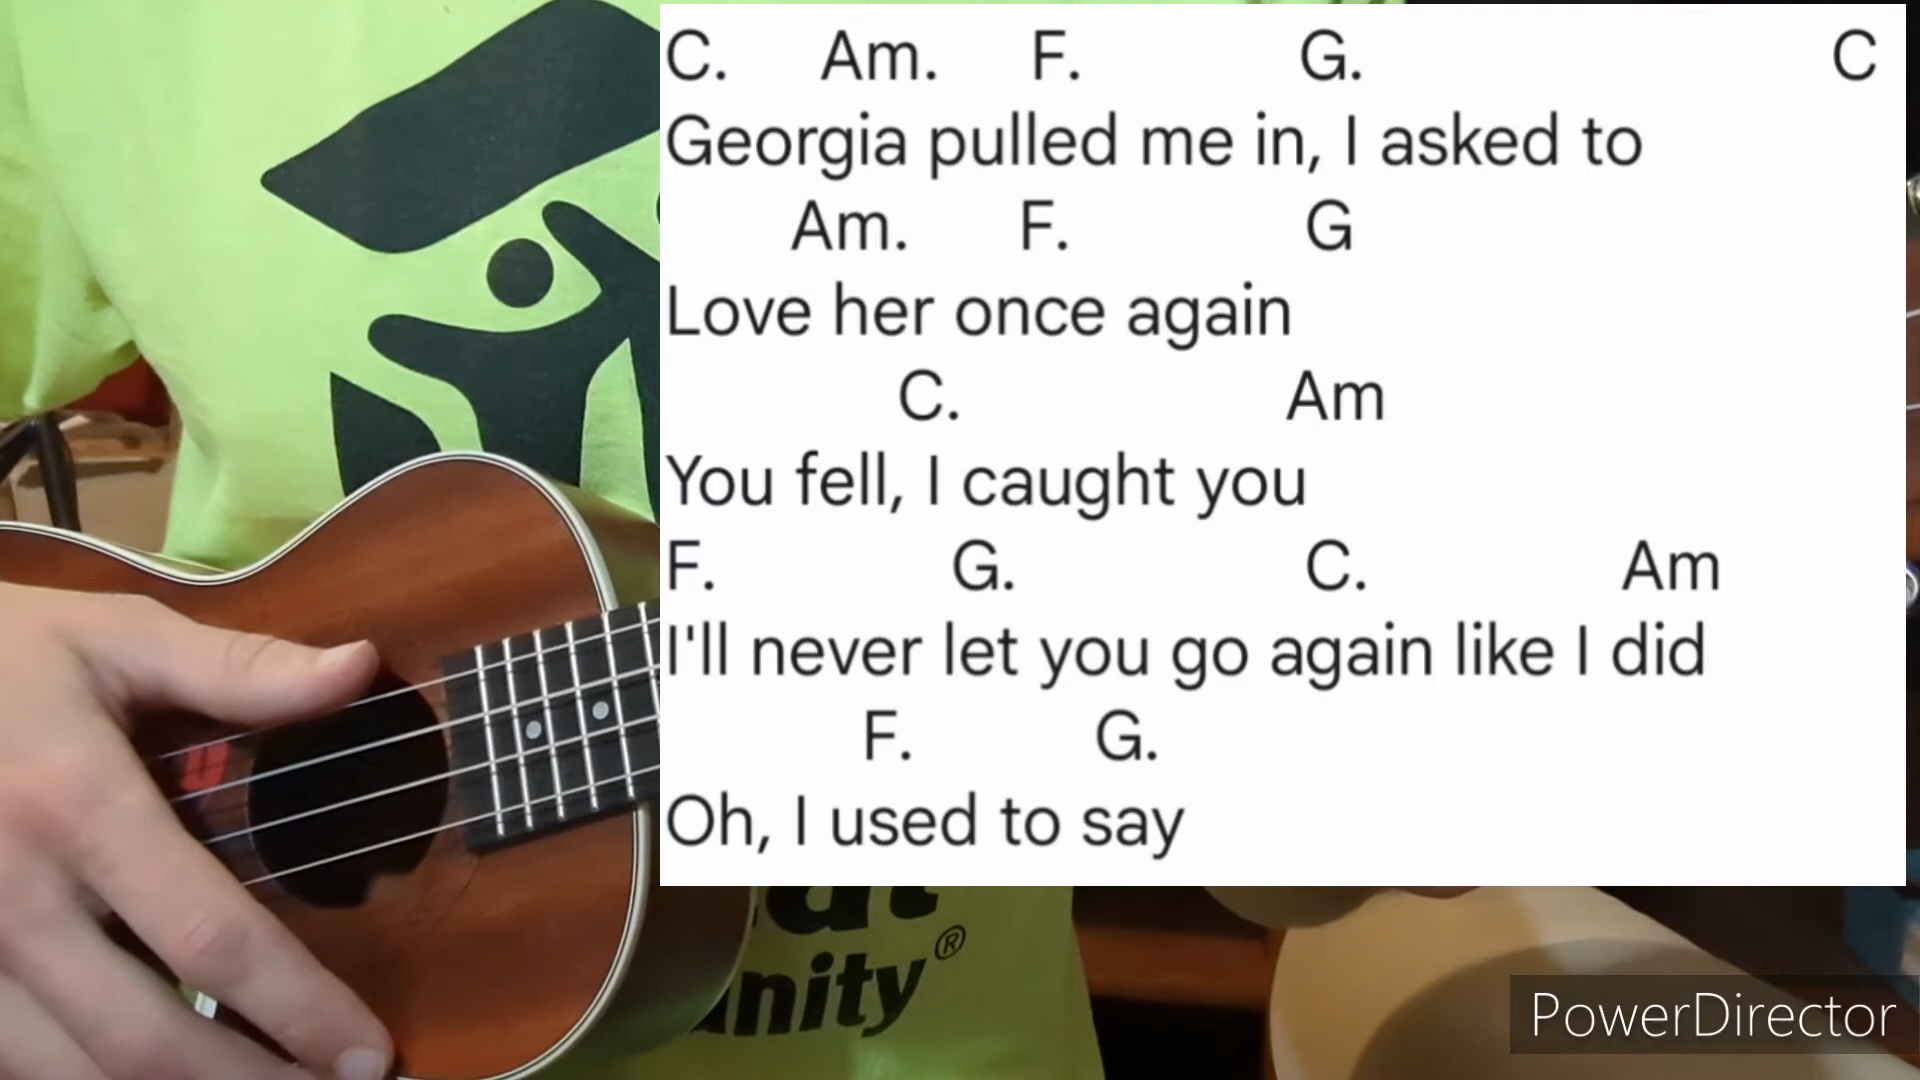 C. Am. F. G. C
Georgia pulled me in, I asked to
Am. F. G
Love her once again
C. Am
You fell, I caught you
F. G. C. Am
I'll never let you go again like I did
F. G.
Oh, I used to say
nity®
PowerDirector